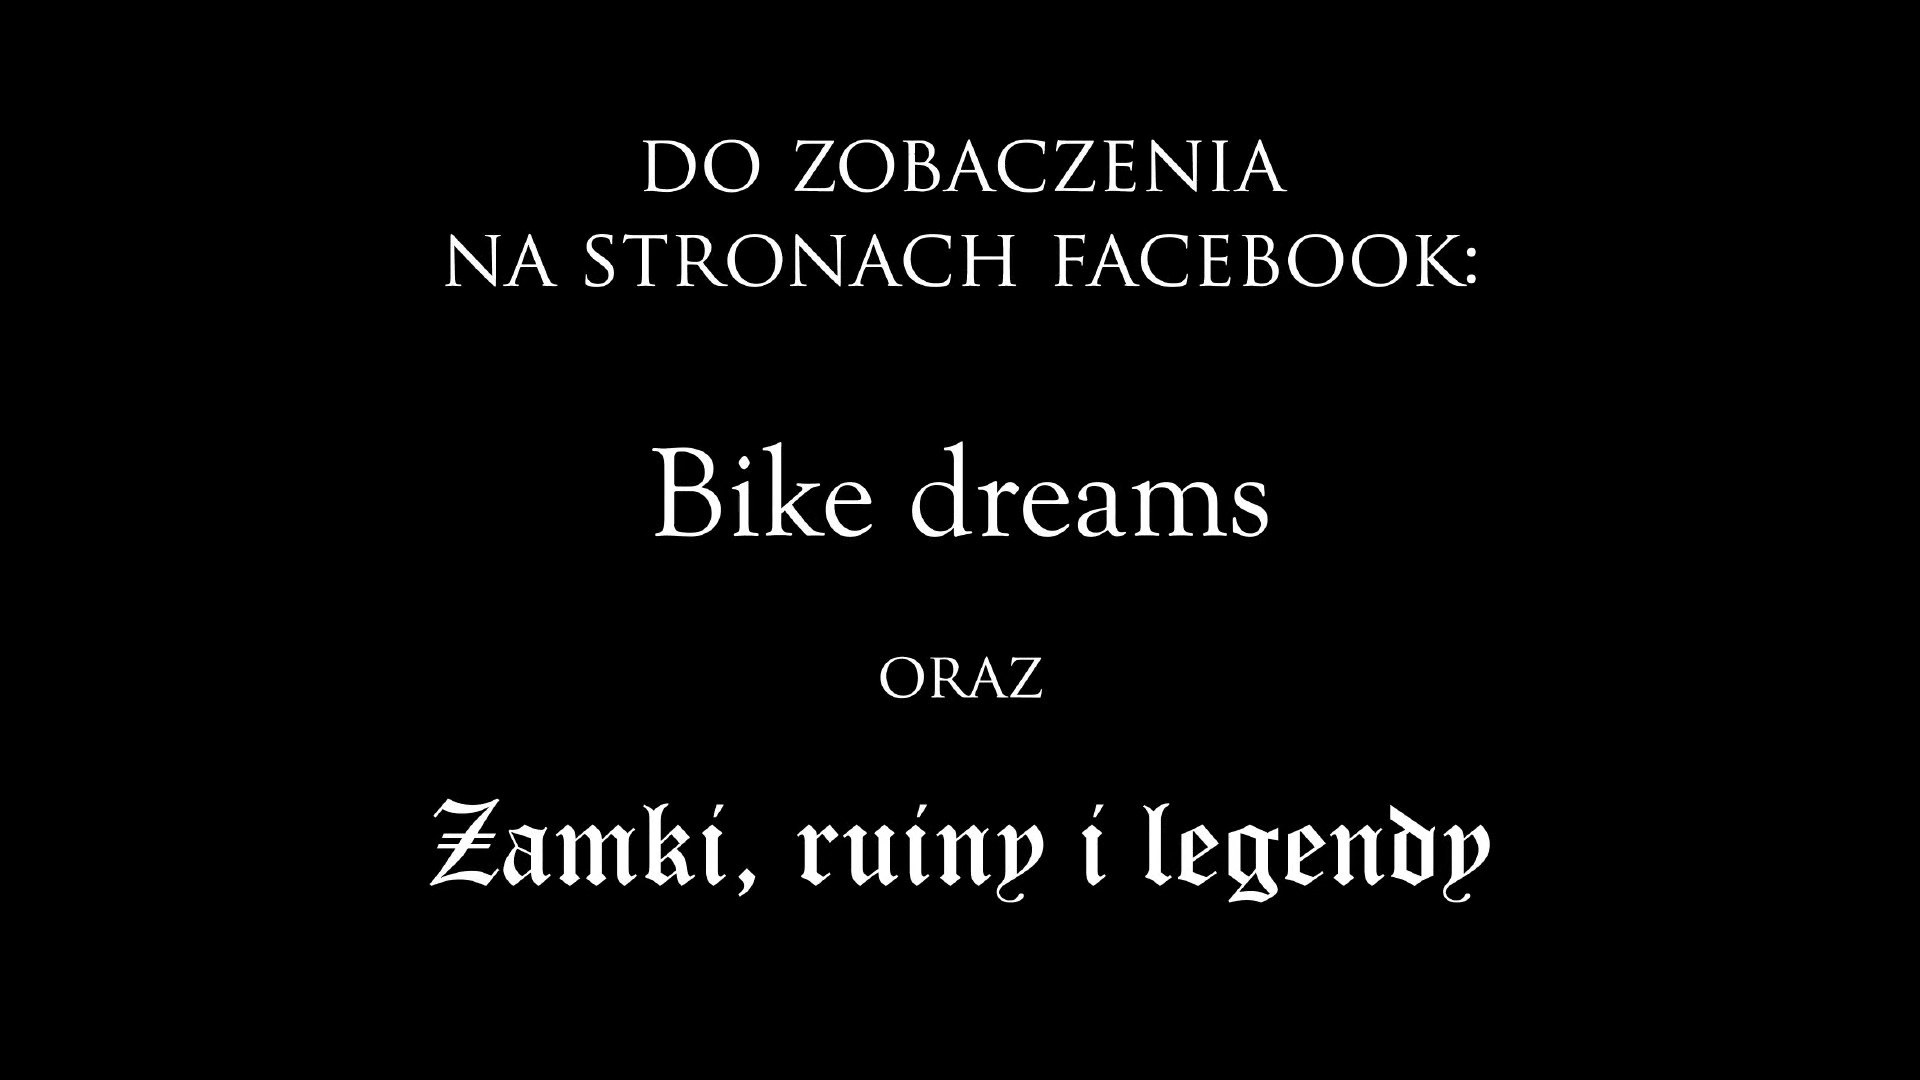 DO ZOBACZENIA
NA STRONACH FACEBOOK:
Bike dreams
ORAZ
Zamki, ruiny i legendy